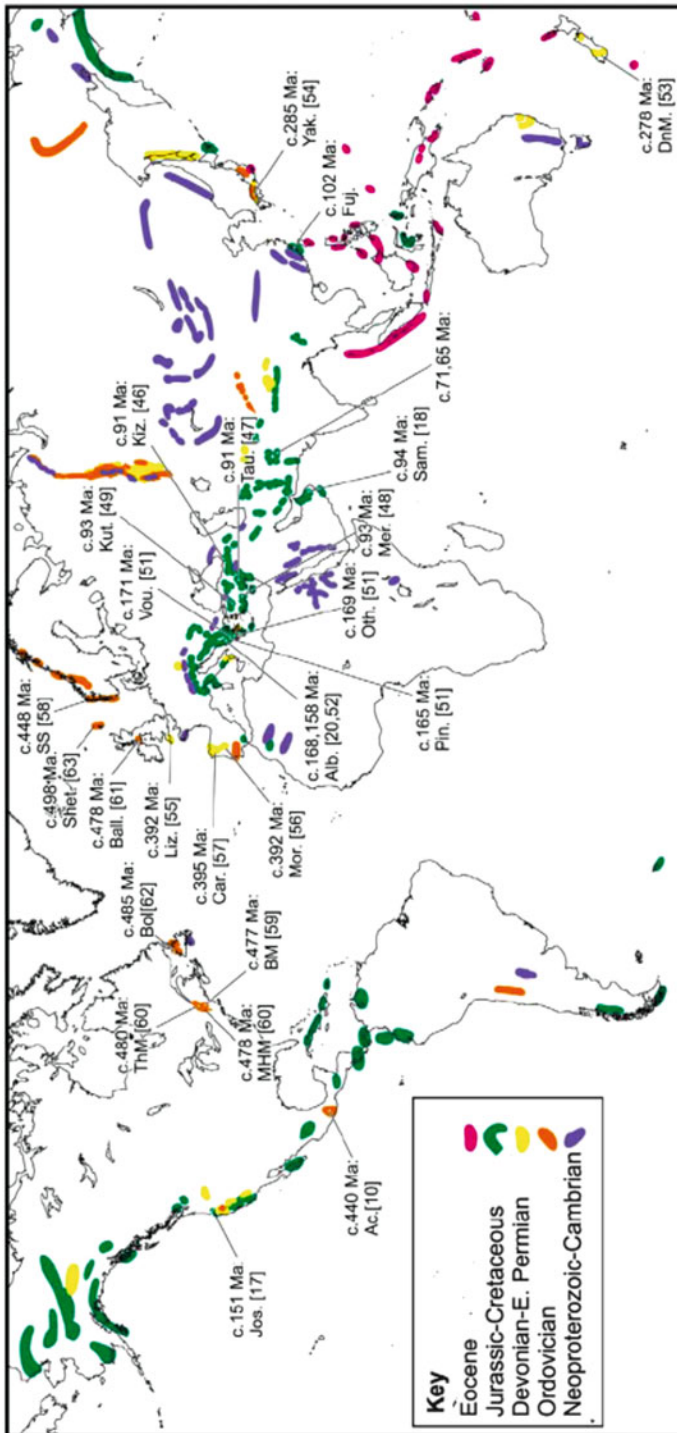 c.151 Ma:
Jos. [17]
c.440 Ma:
Ac.[10]
c.480 Ma:
ThM. [60]
c.478 Ma:
MHM [60]
c.477 Ma:
BM [59]
c.485 Ma:
Bol[62]
c.448 Ma:
SS [58]
c.498 Ma.
Shet. [63]
c.478 Ma:
Ball. [61]
c.392 Ma:
Liz. [55]
c.395 Ma:
Car. [57]
c.392 Ma:
Mor. [56]
c.168,158 Ma:
Alb. [20,52]
c.165 Ma:
Pin. [51]
c.169 Ma:
Oth. [51]
c.171 Ma:
Vou. [51]
c.93 Ma:
Kut. [49]
c.91 Ma:
Kiz. [46]
c.91 Ma:
Tau. [47]
c.93 Ma:
Mer. [48]
c.94 Ma:
Sam. [18]
c.71,65 Ma:
c.102 Ma:
Fuj.
c.285 Ma:
Yak. [54]
c.278 Ma:
DnM. [53]
Key
Eocene
Jurassic-Cretaceous
Devonian-E. Permian
Ordovician
Neoproterozoic-Cambrian